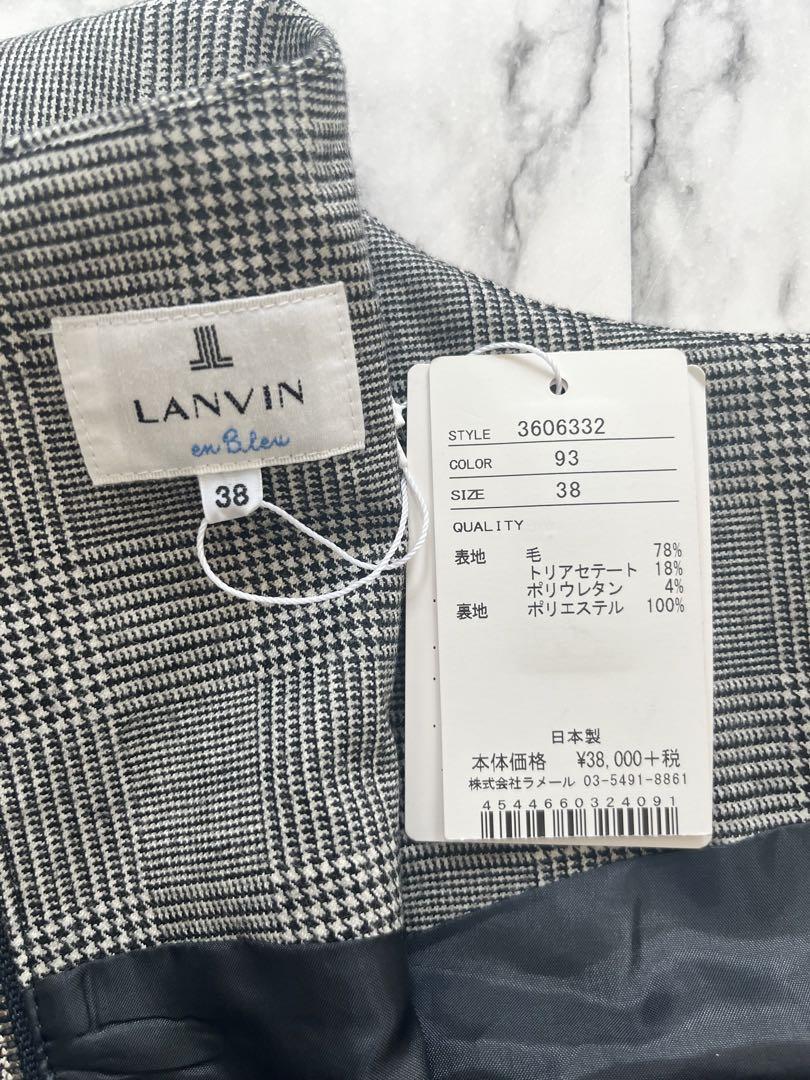 LANVIN
en Bleu
38
STYLE 3606332
COLOR 93
SIZE 38
QUALITY
表地 毛 78%
トリアセテート 18%
ポリウレタン 4%
裏地 ポリエステル 100%
日本製
本体価格 ¥38,000+税
株式会社ラメール 03-5491-8861
4544660324091